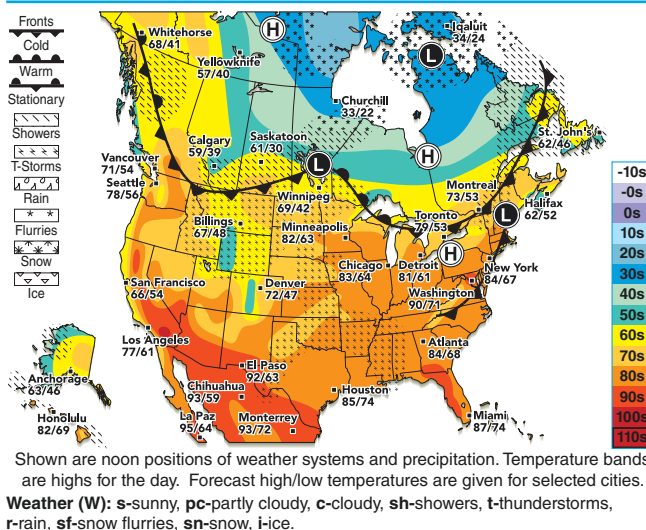 Fronts
Cold
Warm
Stationary
Showers
T-Storms
Rain
Flurries
Snow
Ice
H
Whitehorse
68/41
Yellowknife
57/40
Iqaluit
34/24
L
Churchill
33/22
Calgary
59/39
Saskatoon
61/30
L
H
St. John's
62/46
Vancouver
71/54
Seattle
78/56
Winnipeg
69/42
Montreal
73/53
Halifax
62/52
L
Billings
67/48
Minneapolis
82/63
Toronto
79/53
H
San Francisco
66/54
Denver
72/47
Chicago
83/64
Detroit
81/61
New York
84/67
Washington
90/71
Los Angeles
77/61
Atlanta
84/68
El Paso
92/63
Anchorage
63/46
Chihuahua
93/59
Houston
85/74
Honolulu
82/69
La Paz
95/64
Monterrey
93/72
Miami
87/74
-10s
-0s
0s
10s
20s
30s
40s
50s
60s
70s
80s
90s
100s
110s
Shown are noon positions of weather systems and precipitation. Temperature bands
are highs for the day. Forecast high/low temperatures are given for selected cities.
Weather (W): s-sunny, pc-partly cloudy, c-cloudy, sh-showers, t-thunderstorms,
r-rain, sf-snow flurries, sn-snow, i-ice.